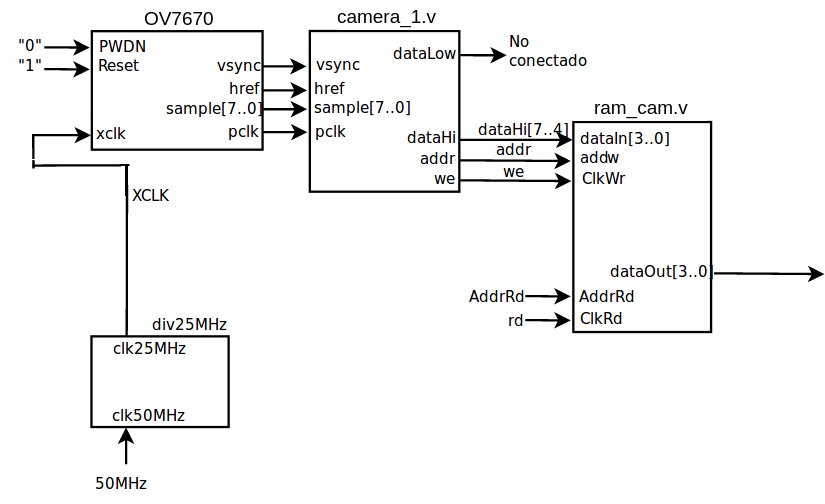 OV7670
"0"
PWDN
"1"
Reset
vsync
href
sample[7..0]
xclk
pclk
camera_1.v
vsync
href
sample[7..0]
pclk
dataLow
No
conectado
dataHi
dataHi[7..4]
addr
addr
we
we
ram_cam.v
dataIn[3..0]
addw
ClkWr
dataOut[3..0]
AddrRd
AddrRd
rd
ClkRd
XCLK
div25MHz
clk25MHz
clk50MHz
50MHz